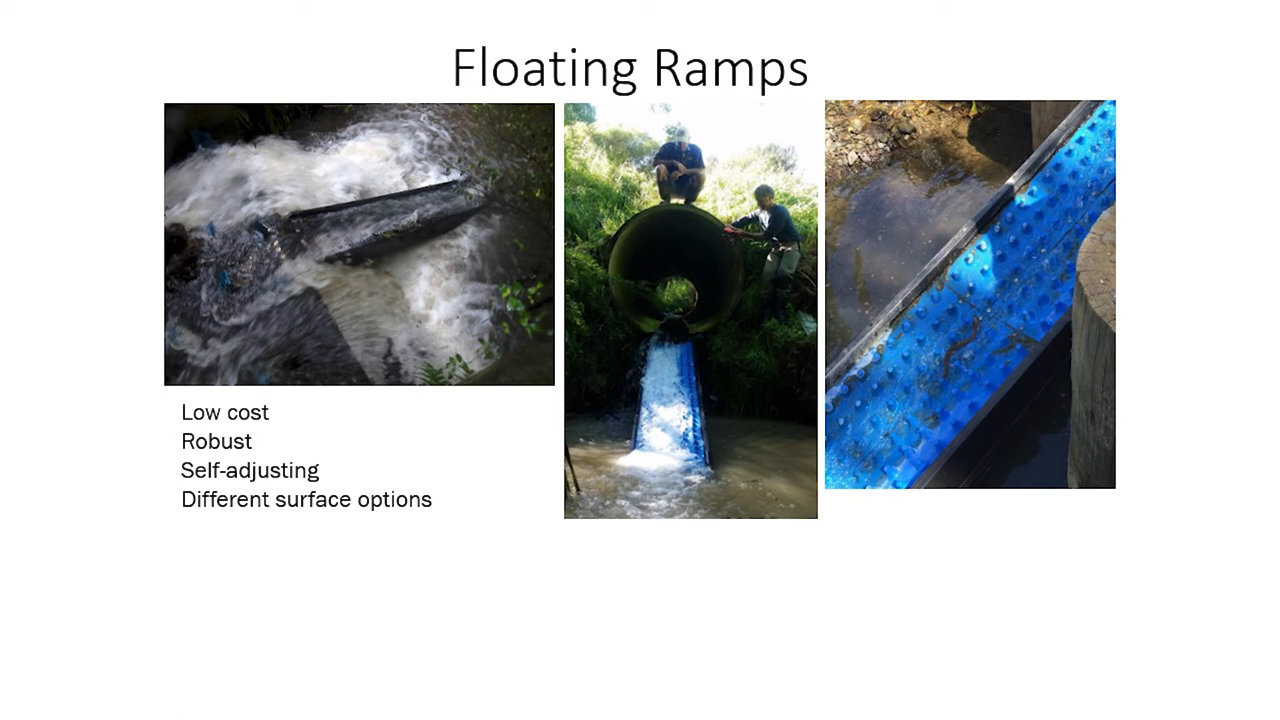 Floating Ramps
Low cost
Robust
Self-adjusting
Different surface options